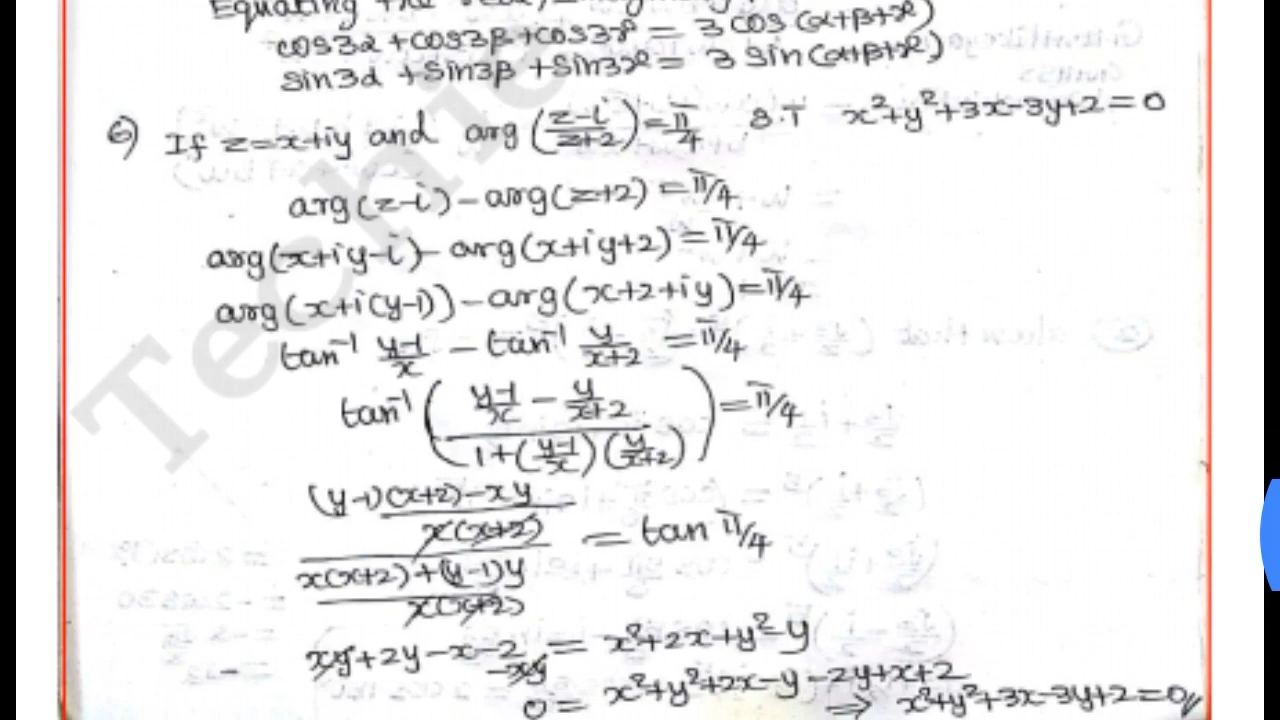 Equating the real,
cos3α + cos3β + cos3γ = 3 cos (α+β+γ)
sin3α + sin3β + sin3γ = 3 sin (α+β+γ)
6) If z=x+iy and arg (z-i/z+2) = π/4 S.T x²+y²+3x-3y+2=0
arg(z-i) - arg(z+2) = π/4
arg(x+iy-i) - arg(x+iy+2) = π/4
arg(x+i(y-1)) - arg(x+2+iy) = π/4
tan⁻¹ y-1/x - tan⁻¹ y/x+2 = π/4
tan⁻¹ ( y-1/x - y/x+2 / 1+(y-1/x)(y/x+2) ) = π/4
(y-1)(x+2)-xy
x(x+2)
= tan π/4
x(x+2)+(y-1)y
x(x+2)
xy+2y-x-2-xy = x²+2x+y²-y
0 = x²+y²+2x-y-2y+x+2
⇒ x²+y²+3x-3y+2=0
Techie